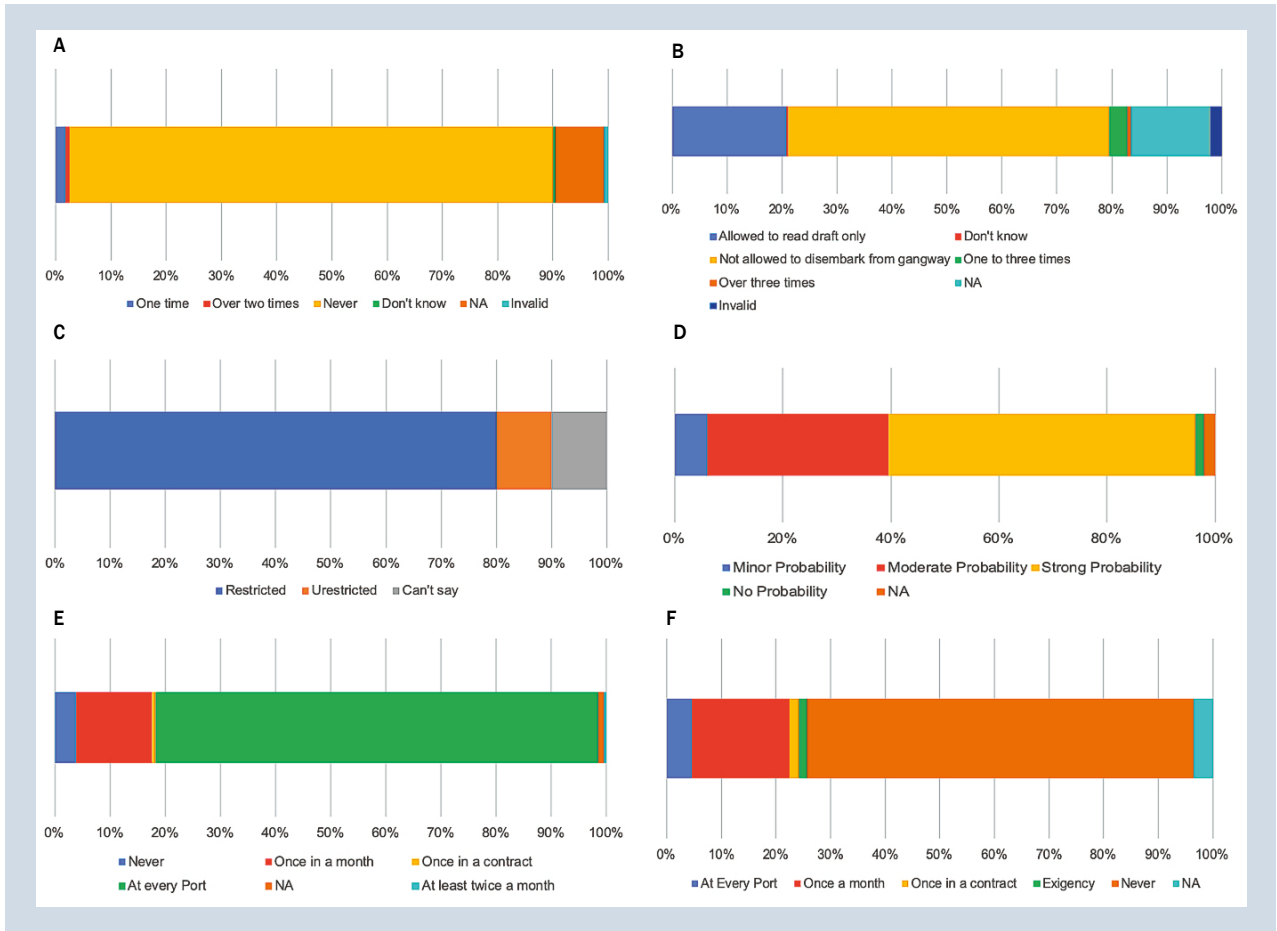 A
0% 10% 20% 30% 40% 50% 60% 70% 80% 90% 100%
One time Over two times Never Don't know NA Invalid
B
0% 10% 20% 30% 40% 50% 60% 70% 80% 90% 100%
Allowed to read draft only Don't know
Not allowed to disembark from gangway One to three times
Over three times NA
Invalid
C
0% 10% 20% 30% 40% 50% 60% 70% 80% 90% 100%
Restricted Urestricted Can't say
D
0% 20% 40% 60% 80% 100%
Minor Probability Moderate Probability Strong Probability
No Probability NA
E
0% 10% 20% 30% 40% 50% 60% 70% 80% 90% 100%
Never Once in a month Once in a contract
At every Port NA At least twice a month
F
0% 10% 20% 30% 40% 50% 60% 70% 80% 90% 100%
At Every Port Once a month Once in a contract Exigency Never NA